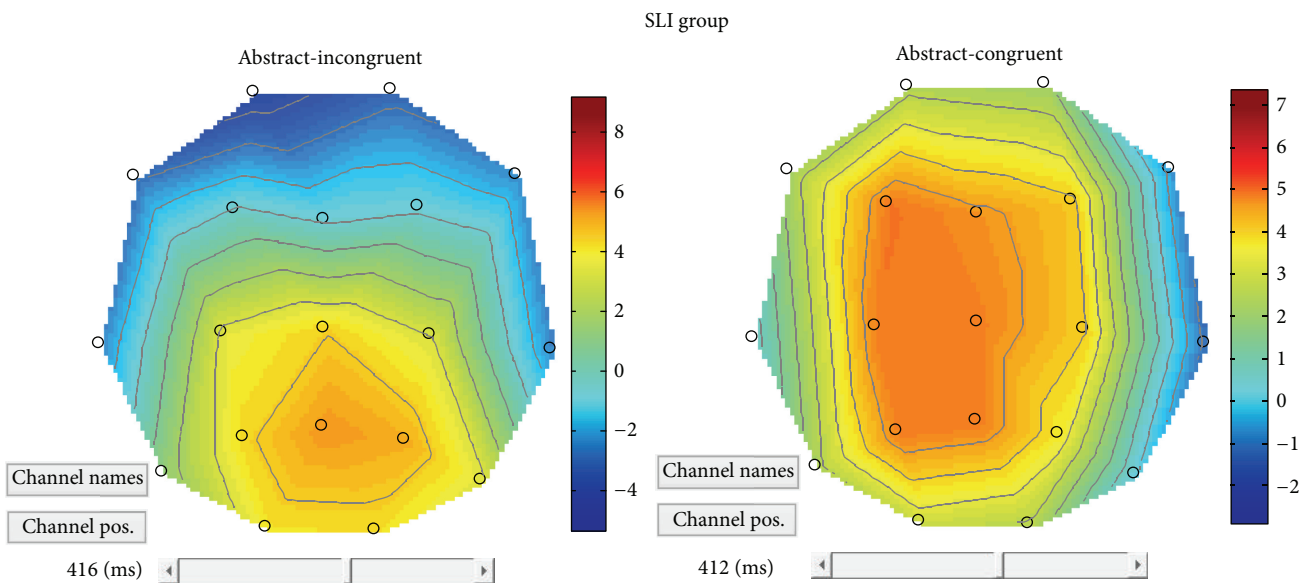 SLI group
Abstract-incongruent
8
6
4
2
0
−2
−4
Channel names
Channel pos.
416 (ms)
Abstract-congruent
7
6
5
4
3
2
1
0
−1
−2
Channel names
Channel pos.
412 (ms)